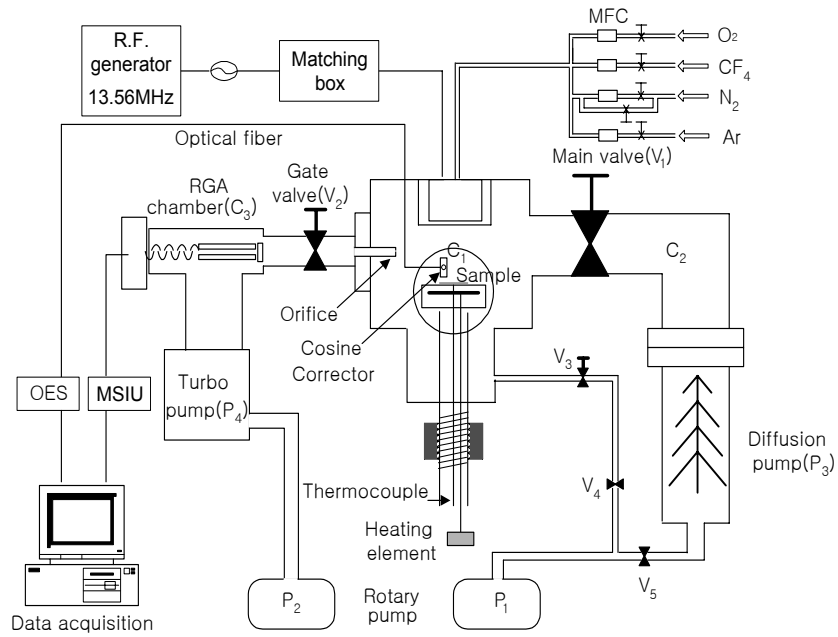 R.F.
generator
13.56MHz
Matching
box
MFC
O₂
CF₄
N₂
Ar
Optical fiber
Main valve(V₁)
Gate
valve(V₂)
RGA
chamber(C₃)
C₁
Sample
C₂
Orifice
Cosine
Corrector
V₃
OES
MSIU
Turbo
pump(P₄)
Diffusion
pump(P₃)
V₄
Thermocouple
Heating
element
V₅
P₂
Rotary
pump
P₁
Data acquisition